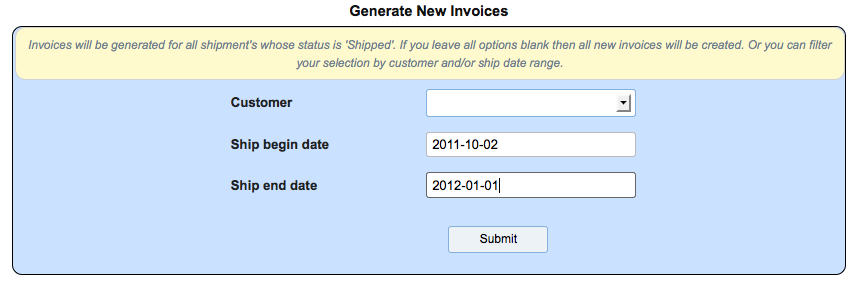 Generate New Invoices
Invoices will be generated for all shipment's whose status is 'Shipped'. If you leave all options blank then all new invoices will be created. Or you can filter
your selection by customer and/or ship date range.
Customer
Ship begin date 2011-10-02
Ship end date 2012-01-01
Submit